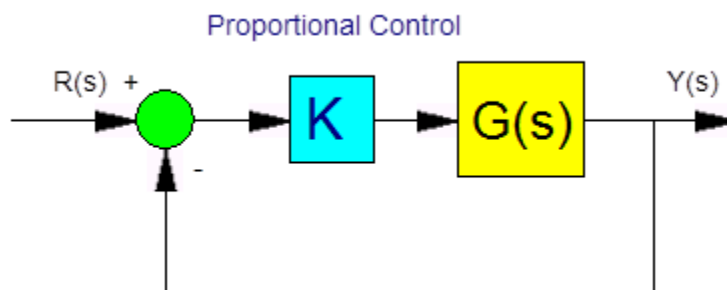 Proportional Control
R(s) +
Y(s)
K
G(s)
-